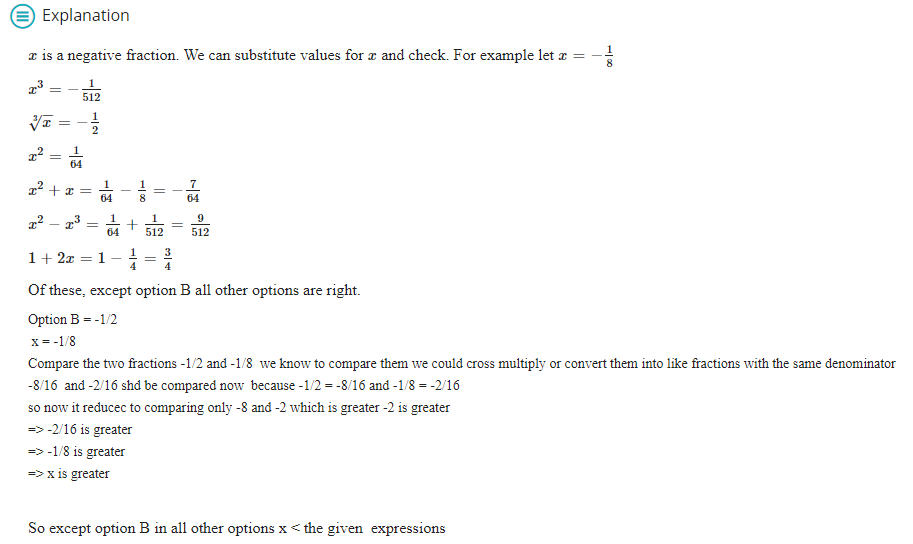 Explanation
x is a negative fraction. We can substitute values for x and check. For example let x = −1/8
x³ = −1/512
∛x = −1/2
x² = 1/64
x² + x = 1/64 − 1/8 = −7/64
x² − x³ = 1/64 + 1/512 = 9/512
1 + 2x = 1 − 1/4 = 3/4
Of these, except option B all other options are right.
Option B = -1/2
x = -1/8
Compare the two fractions -1/2 and -1/8 we know to compare them we could cross multiply or convert them into like fractions with the same denominator
-8/16 and -2/16 shd be compared now because -1/2 = -8/16 and -1/8 = -2/16
so now it reducec to comparing only -8 and -2 which is greater -2 is greater
=> -2/16 is greater
=> -1/8 is greater
=> x is greater
So except option B in all other options x < the given expressions